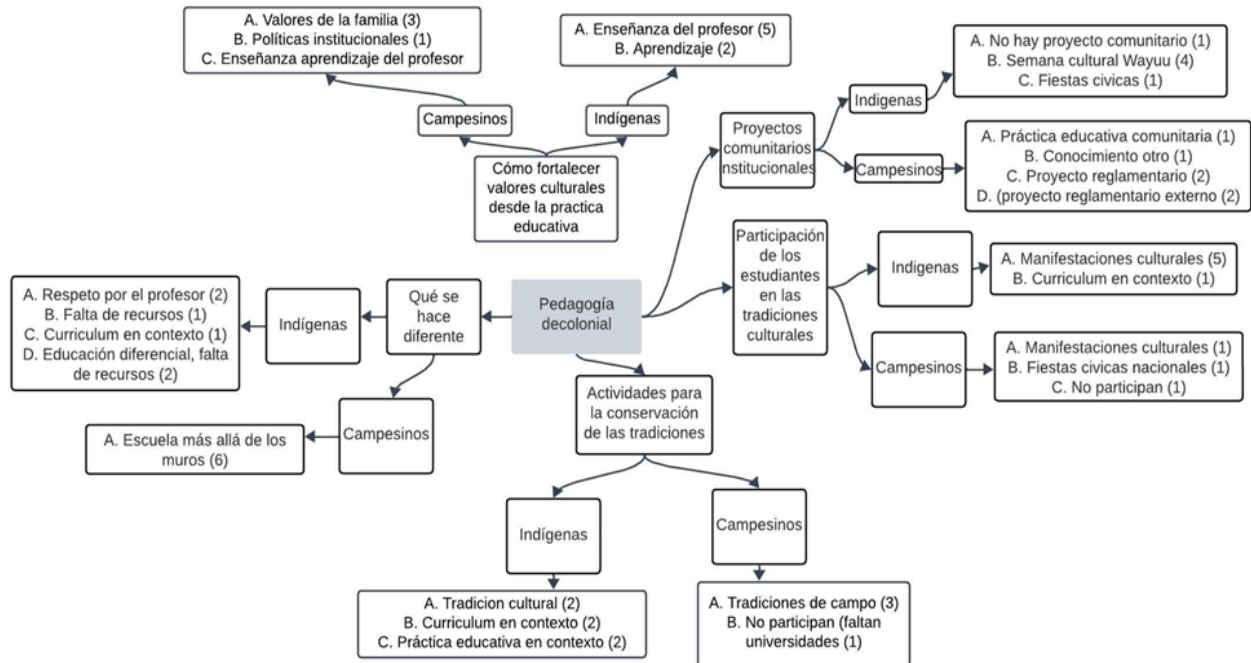 A. Valores de la familia (3)
B. Políticas institucionales (1)
C. Enseñanza aprendizaje del profesor
A. Enseñanza del profesor (5)
B. Aprendizaje (2)
Campesinos
Indígenas
Cómo fortalecer
valores culturales
desde la practica
educativa
A. No hay proyecto comunitario (1)
B. Semana cultural Wayuu (4)
C. Fiestas civicas (1)
Indigenas
Proyectos
comunitarios
nstitucionales
Campesinos
A. Práctica educativa comunitaria (1)
B. Conocimiento otro (1)
C. Proyecto reglamentario (2)
D. (proyecto reglamentario externo (2)
Participación
de los
estudiantes
en las
tradiciones
culturales
Indigenas
A. Manifestaciones culturales (5)
B. Curriculum en contexto (1)
Campesinos
A. Manifestaciones culturales (1)
B. Fiestas civicas nacionales (1)
C. No participan (1)
Pedagogía
decolonial
Qué se
hace
diferente
Indígenas
A. Respeto por el profesor (2)
B. Falta de recursos (1)
C. Curriculum en contexto (1)
D. Educación diferencial, falta
de recursos (2)
Campesinos
A. Escuela más allá de los
muros (6)
Actividades para
la conservación
de las tradiciones
Indígenas
Campesinos
A. Tradicion cultural (2)
B. Curriculum en contexto (2)
C. Práctica educativa en contexto (2)
A. Tradiciones de campo (3)
B. No participan (faltan
universidades (1)